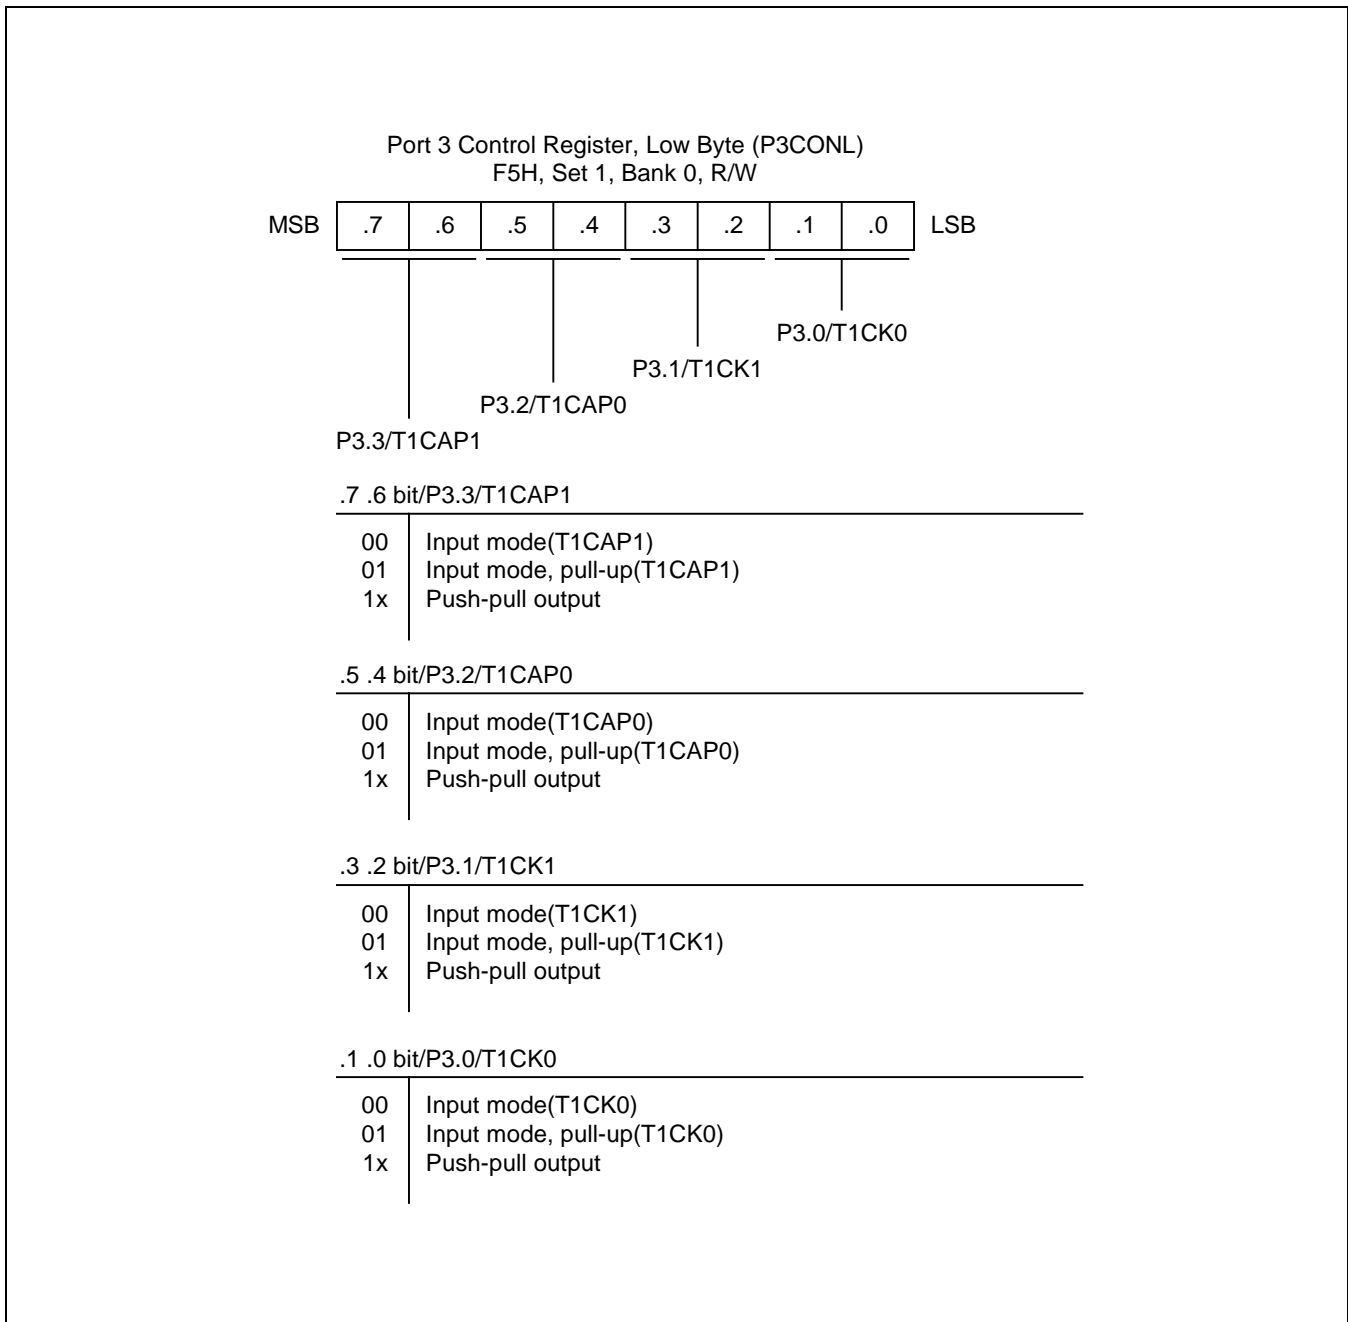 Port 3 Control Register, Low Byte (P3CONL)
F5H, Set 1, Bank 0, R/W
MSB .7 .6 .5 .4 .3 .2 .1 .0 LSB
P3.0/T1CK0
P3.1/T1CK1
P3.2/T1CAP0
P3.3/T1CAP1
.7 .6 bit/P3.3/T1CAP1
00 Input mode(T1CAP1)
01 Input mode, pull-up(T1CAP1)
1x Push-pull output
.5 .4 bit/P3.2/T1CAP0
00 Input mode(T1CAP0)
01 Input mode, pull-up(T1CAP0)
1x Push-pull output
.3 .2 bit/P3.1/T1CK1
00 Input mode(T1CK1)
01 Input mode, pull-up(T1CK1)
1x Push-pull output
.1 .0 bit/P3.0/T1CK0
00 Input mode(T1CK0)
01 Input mode, pull-up(T1CK0)
1x Push-pull output